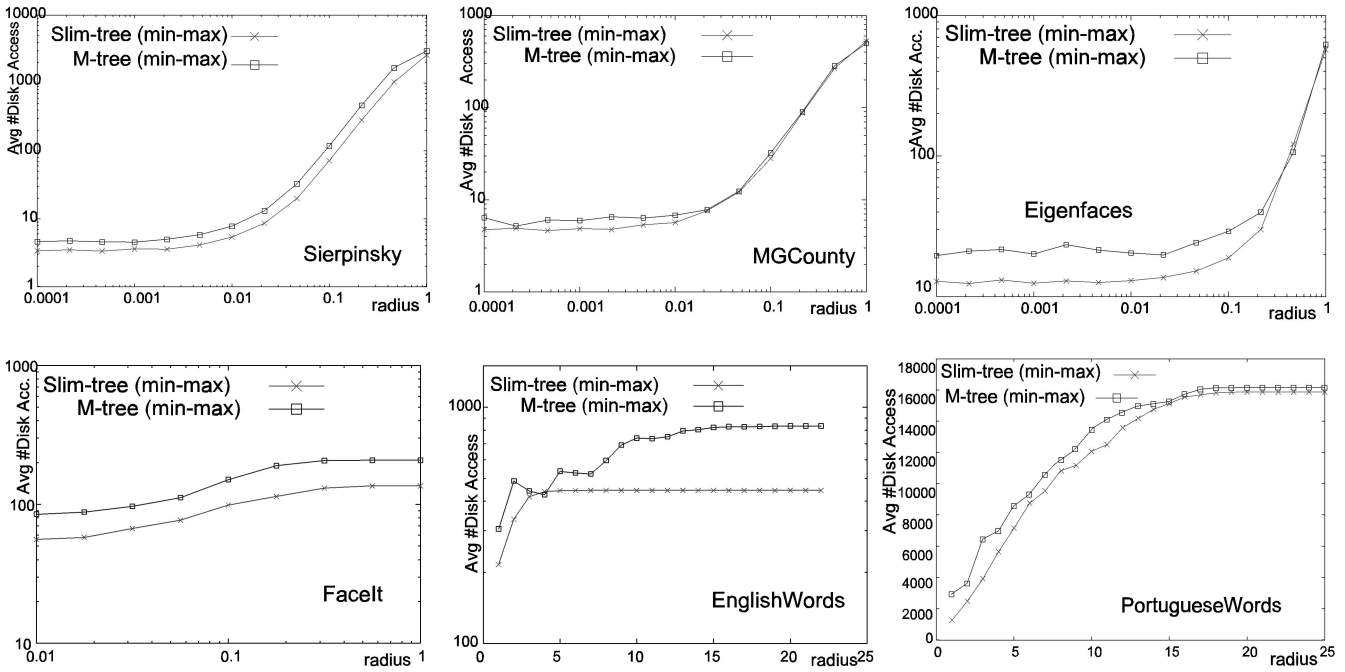 10000
Slim-tree (min-max)
M-tree (min-max)
1000
100
10
1
Avg #Disk Access
Sierpinsky
0.0001 0.001 0.01 0.1 1
radius
1000
Slim-tree (min-max)
M-tree (min-max)
100
10
1
Avg #Disk Access
MGCounty
0.0001 0.001 0.01 0.1 1
radius
1000
Slim-tree (min-max)
M-tree (min-max)
100
10
Avg #Disk Acc.
Eigenfaces
0.0001 0.001 0.01 0.1 1
radius
1000
Slim-tree (min-max)
M-tree (min-max)
100
10
Avg #Disk Acc.
FaceIt
0.01 0.1 1
radius
Slim-tree (min-max)
M-tree (min-max)
1000
100
Avg #Disk Access
EnglishWords
0 5 10 15 20 25
radius
18000
Slim-tree (min-max)
16000
M-tree (min-max)
14000
12000
10000
8000
6000
4000
2000
0
Avg #Disk Access
PortugueseWords
0 5 10 15 20 25
radius